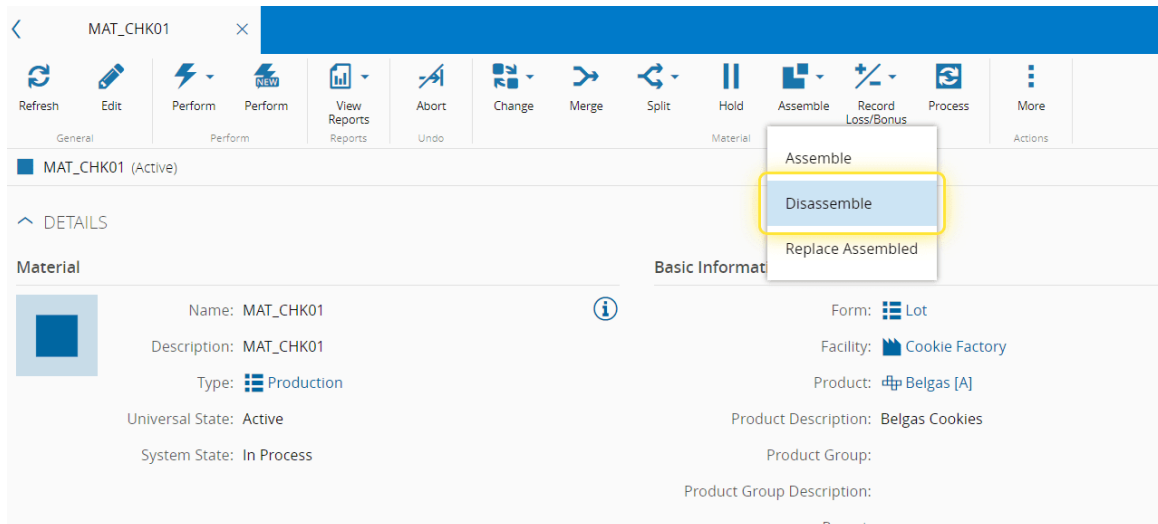 MAT_CHK01
Refresh Edit Perform Perform View Reports Abort Change Merge Split Hold Assemble Record Loss/Bonus Process More
NEW
General Perform Reports Undo Material Actions
MAT_CHK01 (Active)
Assemble
Disassemble
Replace Assembled
DETAILS
Material
Name: MAT_CHK01
Description: MAT_CHK01
Type: Production
Universal State: Active
System State: In Process
Basic Informat
Form: Lot
Facility: Cookie Factory
Product: Belgas [A]
Product Description: Belgas Cookies
Product Group:
Product Group Description: